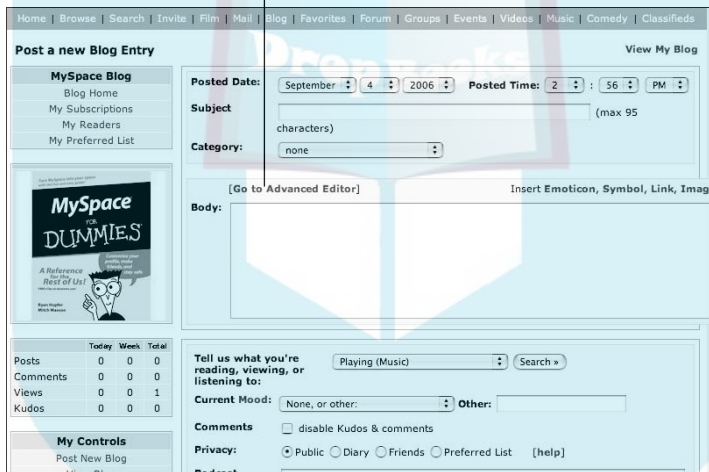 Home | Browse | Search | Invite | Film | Mail | Blog | Favorites | Forum | Groups | Events | Videos | Music | Comedy | Classifieds
Post a new Blog Entry
View My Blog
MySpace Blog
Blog Home
My Subscriptions
My Readers
My Preferred List
MySpace
FOR
DUMMIES
A Reference
for the
Rest of Us!
Ryan Hupfer
Mitch Maxson
Today Week Total
Posts 0 0 0
Comments 0 0 0
Views 0 0 1
Kudos 0 0 0
My Controls
Post New Blog
Posted Date: September 4 2006 Posted Time: 2 : 56 PM
Subject (max 95
characters)
Category: none
[Go to Advanced Editor] Insert Emoticon, Symbol, Link, Imag
Body:
Tell us what you're
reading, viewing, or
listening to:
Playing (Music) Search »
Current Mood: None, or other: Other:
Comments disable Kudos & comments
Privacy: Public Diary Friends Preferred List [help]
Podcast
DropBooks